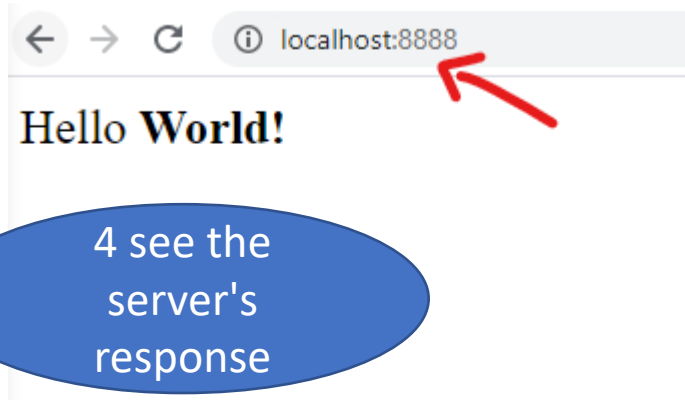 localhost:8888
Hello World!
4 see the
server's
response